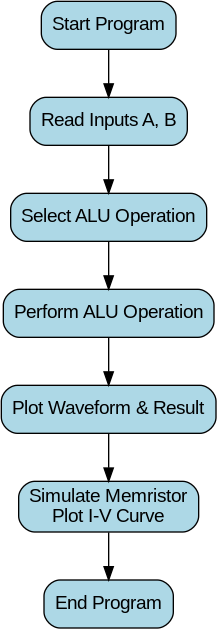 Start Program
Read Inputs A, B
Select ALU Operation
Perform ALU Operation
Plot Waveform & Result
Simulate Memristor
Plot I-V Curve
End Program